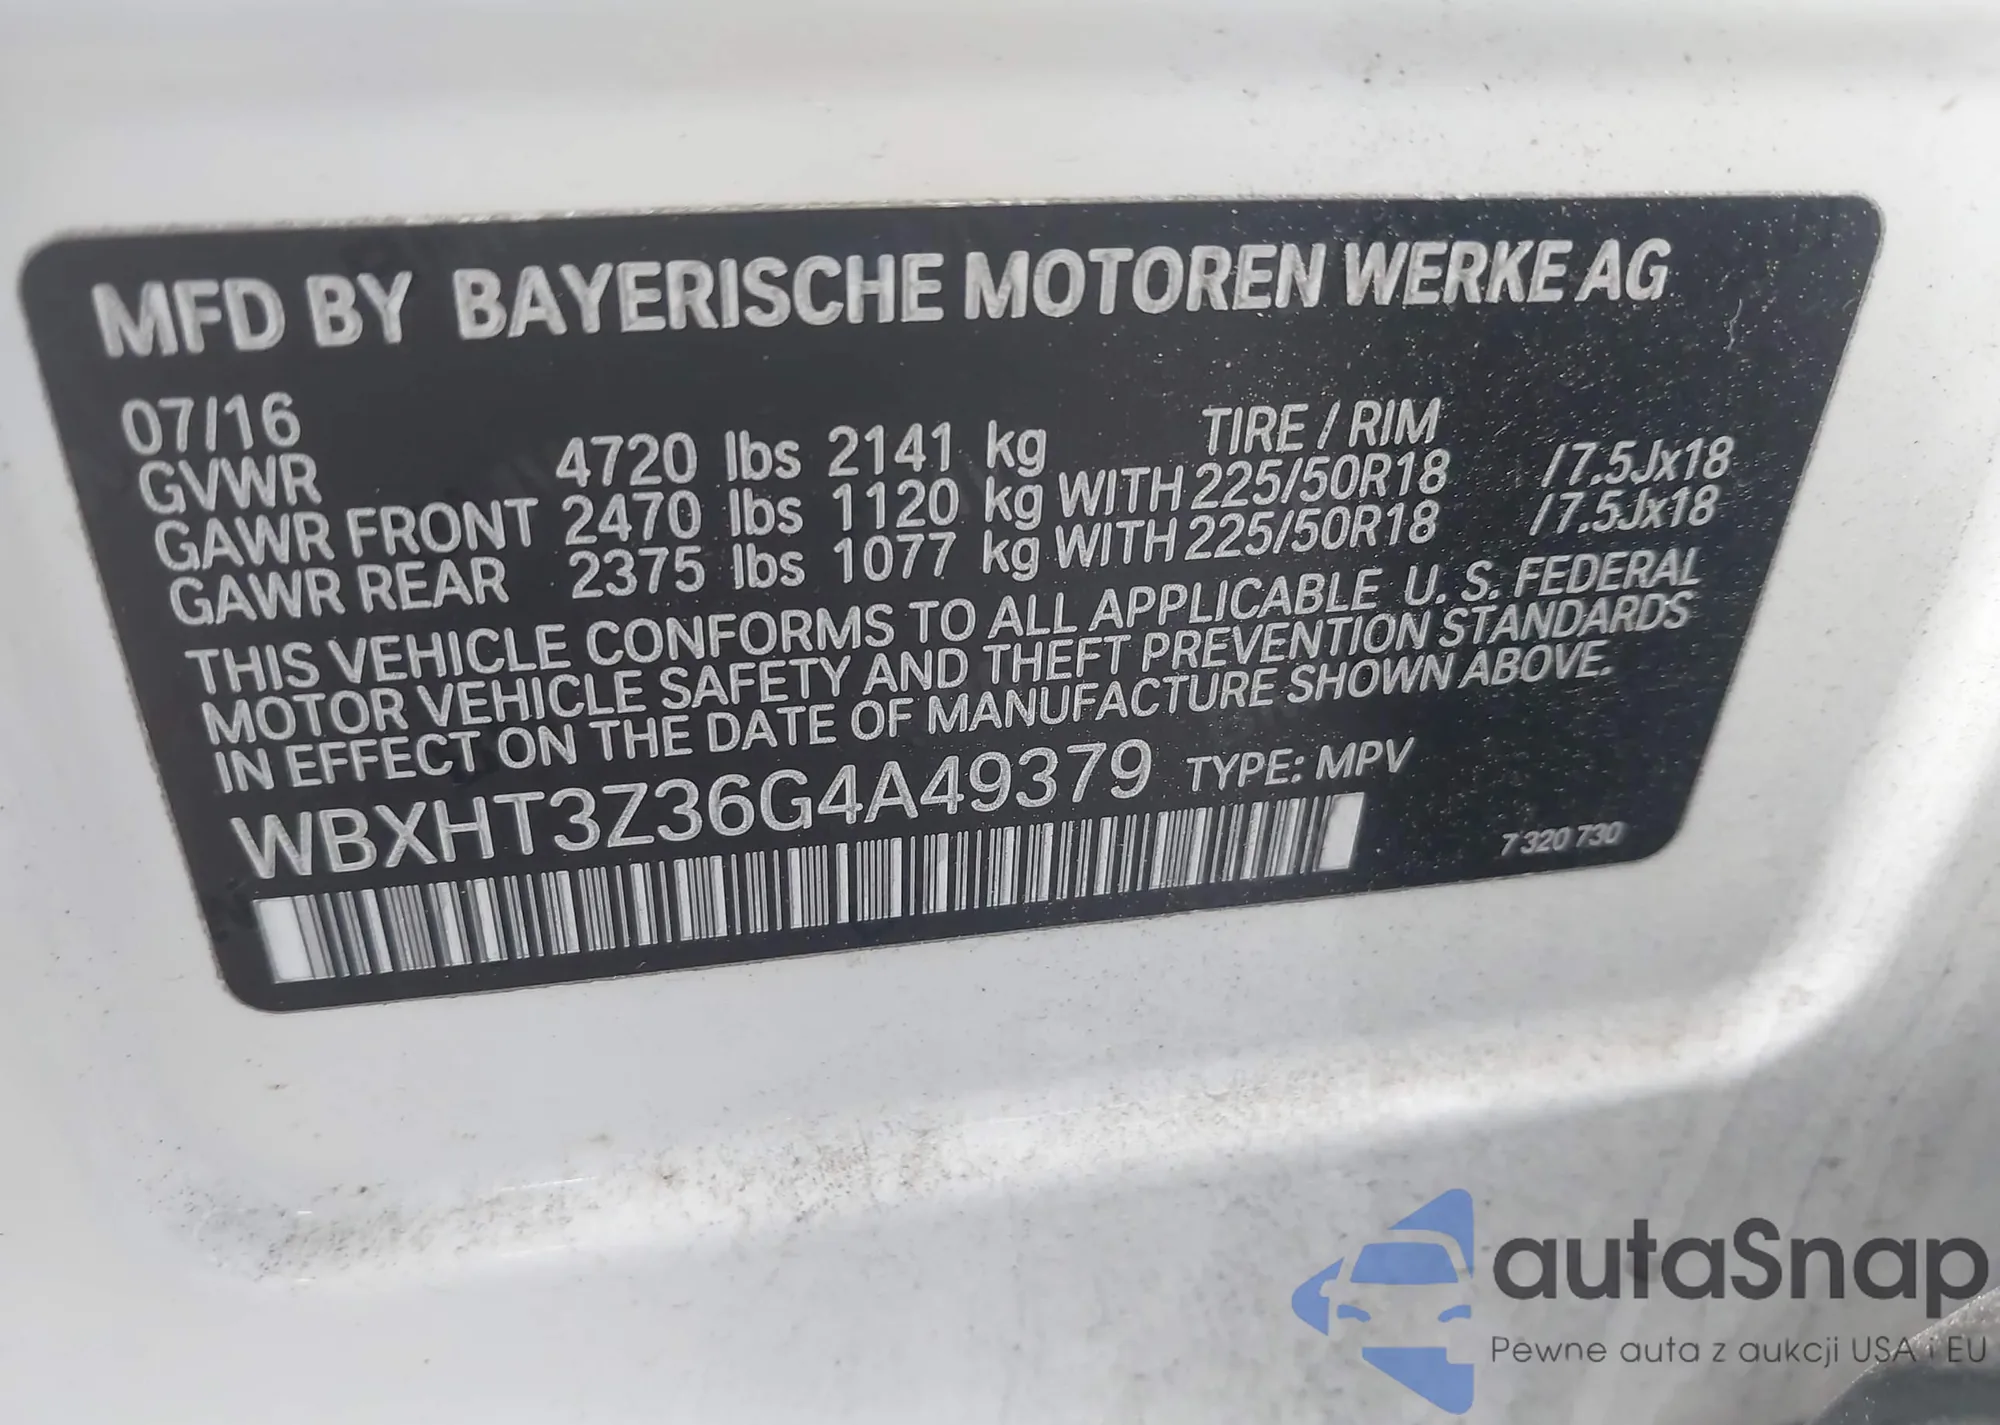 MFD BY BAYERISCHE MOTOREN WERKE AG
07/16 TIRE / RIM
GVWR 4720 lbs 2141 kg
GAWR FRONT 2470 lbs 1120 kg WITH 225/50R18 /7.5Jx18
GAWR REAR 2375 lbs 1077 kg WITH 225/50R18 /7.5Jx18
THIS VEHICLE CONFORMS TO ALL APPLICABLE U. S. FEDERAL
MOTOR VEHICLE SAFETY AND THEFT PREVENTION STANDARDS
IN EFFECT ON THE DATE OF MANUFACTURE SHOWN ABOVE.
WBXHT3Z36G4A49379 TYPE: MPV
7 320 730
autaSnap
Pewne auta z aukcji USA i EU